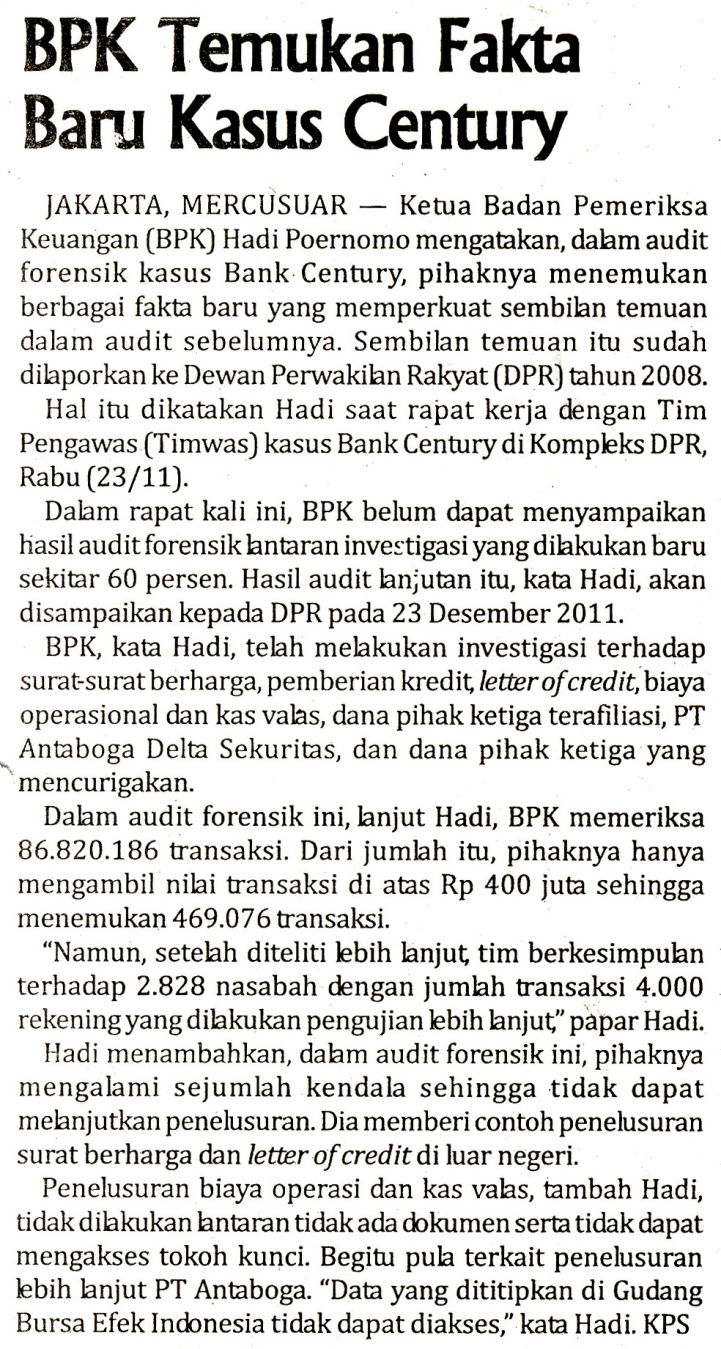 BPK Temukan Fakta
Baru Kasus Century
JAKARTA, MERCUSUAR — Ketua Badan Pemeriksa
Keuangan (BPK) Hadi Poernomo mengatakan, dalam audit
forensik kasus Bank Century, pihaknya menemukan
berbagai fakta baru yang memperkuat sembilan temuan
dalam audit sebelumnya. Sembilan temuan itu sudah
dilaporkan ke Dewan Perwakilan Rakyat (DPR) tahun 2008.
Hal itu dikatakan Hadi saat rapat kerja dengan Tim
Pengawas (Timwas) kasus Bank Century di Kompleks DPR,
Rabu (23/11).
Dalam rapat kali ini, BPK belum dapat menyampaikan
hasil audit forensik lantaran investigasi yang dilakukan baru
sekitar 60 persen. Hasil audit lanjutan itu, kata Hadi, akan
disampaikan kepada DPR pada 23 Desember 2011.
BPK, kata Hadi, telah melakukan investigasi terhadap
surat-surat berharga, pemberian kredit, letter of credit, biaya
operasional dan kas valas, dana pihak ketiga terafiliasi, PT
Antaboga Delta Sekuritas, dan dana pihak ketiga yang
mencurigakan.
Dalam audit forensik ini, lanjut Hadi, BPK memeriksa
86.820.186 transaksi. Dari jumlah itu, pihaknya hanya
mengambil nilai transaksi di atas Rp 400 juta sehingga
menemukan 469.076 transaksi.
“Namun, setelah diteliti lebih lanjut, tim berkesimpulan
terhadap 2.828 nasabah dengan jumlah transaksi 4.000
rekening yang dilakukan pengujian lebih lanjut,” papar Hadi.
Hadi menambahkan, dalam audit forensik ini, pihaknya
mengalami sejumlah kendala sehingga tidak dapat
melanjutkan penelusuran. Dia memberi contoh penelusuran
surat berharga dan letter of credit di luar negeri.
Penelusuran biaya operasi dan kas valas, tambah Hadi,
tidak dilakukan lantaran tidak ada dokumen serta tidak dapat
mengakses tokoh kunci. Begitu pula terkait penelusuran
lebih lanjut PT Antaboga. “Data yang dititipkan di Gudang
Bursa Efek Indonesia tidak dapat diakses,” kata Hadi. KPS